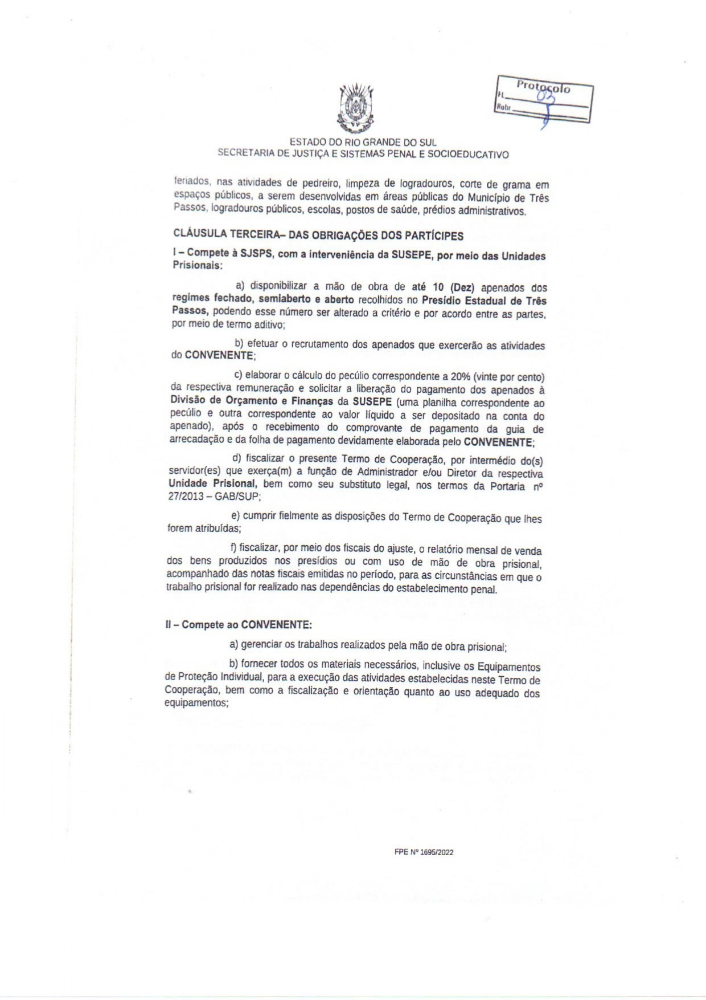 Protocolo
Fl. 03
Rubr
ESTADO DO RIO GRANDE DO SUL
SECRETARIA DE JUSTIÇA E SISTEMAS PENAL E SOCIOEDUCATIVO
feriados, nas atividades de pedreiro, limpeza de logradouros, corte de grama em
espaços públicos, a serem desenvolvidas em áreas públicas do Município de Três
Passos, logradouros públicos, escolas, postos de saúde, prédios administrativos.
CLÁUSULA TERCEIRA– DAS OBRIGAÇÕES DOS PARTÍCIPES
I – Compete à SJSPS, com a interveniência da SUSEPE, por meio das Unidades
Prisionais:
a) disponibilizar a mão de obra de até 10 (Dez) apenados dos
regimes fechado, semiaberto e aberto recolhidos no Presídio Estadual de Três
Passos, podendo esse número ser alterado a critério e por acordo entre as partes,
por meio de termo aditivo;
b) efetuar o recrutamento dos apenados que exercerão as atividades
do CONVENENTE;
c) elaborar o cálculo do pecúlio correspondente a 20% (vinte por cento)
da respectiva remuneração e solicitar a liberação do pagamento dos apenados à
Divisão de Orçamento e Finanças da SUSEPE (uma planilha correspondente ao
pecúlio e outra correspondente ao valor líquido a ser depositado na conta do
apenado), após o recebimento do comprovante de pagamento da guia de
arrecadação e da folha de pagamento devidamente elaborada pelo CONVENENTE;
d) fiscalizar o presente Termo de Cooperação, por intermédio do(s)
servidor(es) que exerça(m) a função de Administrador e/ou Diretor da respectiva
Unidade Prisional, bem como seu substituto legal, nos termos da Portaria nº
27/2013 – GAB/SUP;
e) cumprir fielmente as disposições do Termo de Cooperação que lhes
forem atribuídas;
f) fiscalizar, por meio dos fiscais do ajuste, o relatório mensal de venda
dos bens produzidos nos presídios ou com uso de mão de obra prisional,
acompanhado das notas fiscais emitidas no período, para as circunstâncias em que o
trabalho prisional for realizado nas dependências do estabelecimento penal.
II – Compete ao CONVENENTE:
a) gerenciar os trabalhos realizados pela mão de obra prisional;
b) fornecer todos os materiais necessários, inclusive os Equipamentos
de Proteção Individual, para a execução das atividades estabelecidas neste Termo de
Cooperação, bem como a fiscalização e orientação quanto ao uso adequado dos
equipamentos;
FPE Nº 1695/2022